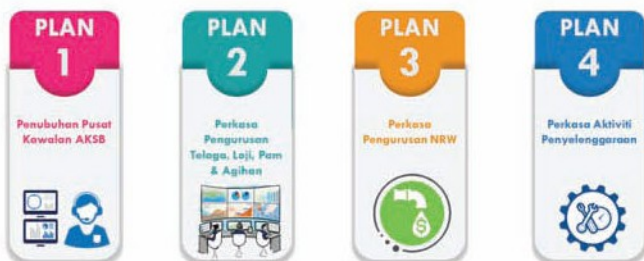 PLAN
1
Penubuhan Pusat
Kawalan AKSB
PLAN
2
Perkasa
Pengurusan
Telaga, Loji, Pam
& Agihan
PLAN
3
Perkasa
Pengurusan NRW
$
PLAN
4
Perkasa Aktiviti
Penyelenggaraan